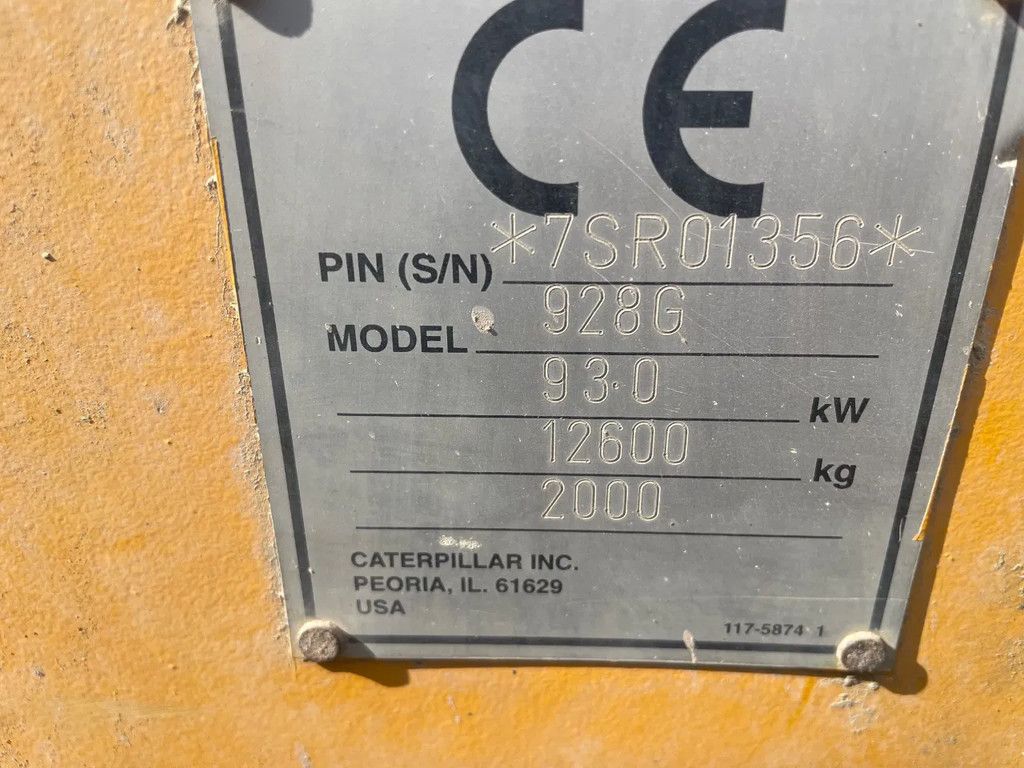 CE
PIN (S/N) *7SR01356*
MODEL 928G
93.0 kW
12600 kg
2000
CATERPILLAR INC.
PEORIA, IL. 61629
USA
117-5874 1